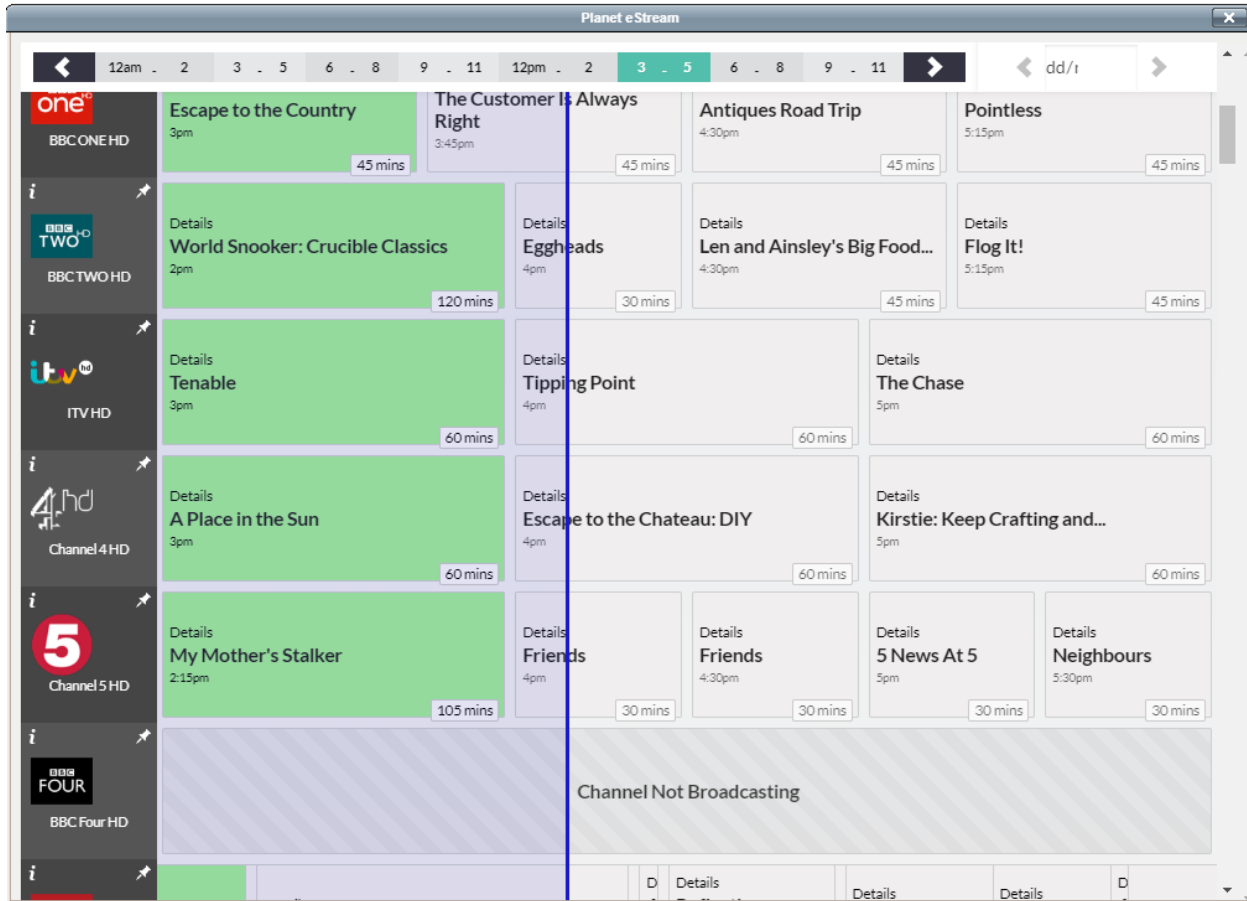 Planet eStream
12am - 2 3 - 5 6 - 8 9 - 11 12pm - 2 3 - 5 6 - 8 9 - 11 dd/
one HD
BBC ONE HD
Escape to the Country
3pm
45 mins
The Customer Is Always
Right
3:45pm
45 mins
Antiques Road Trip
4:30pm
45 mins
Pointless
5:15pm
45 mins
i
BBC
TWO HD
BBC TWO HD
Details
World Snooker: Crucible Classics
2pm
120 mins
Details
Eggheads
4pm
30 mins
Details
Len and Ainsley's Big Food...
4:30pm
45 mins
Details
Flog It!
5:15pm
45 mins
i
itv hd
ITV HD
Details
Tenable
3pm
60 mins
Details
Tipping Point
4pm
60 mins
Details
The Chase
5pm
60 mins
i
4hd
Channel 4 HD
Details
A Place in the Sun
3pm
60 mins
Details
Escape to the Chateau: DIY
4pm
60 mins
Details
Kirstie: Keep Crafting and...
5pm
60 mins
i
5
Channel 5 HD
Details
My Mother's Stalker
2:15pm
105 mins
Details
Friends
4pm
30 mins
Details
Friends
4:30pm
30 mins
Details
5 News At 5
5pm
30 mins
Details
Neighbours
5:30pm
30 mins
i
BBC
FOUR
BBC Four HD
Channel Not Broadcasting
i
D
Details
Details
Details
D